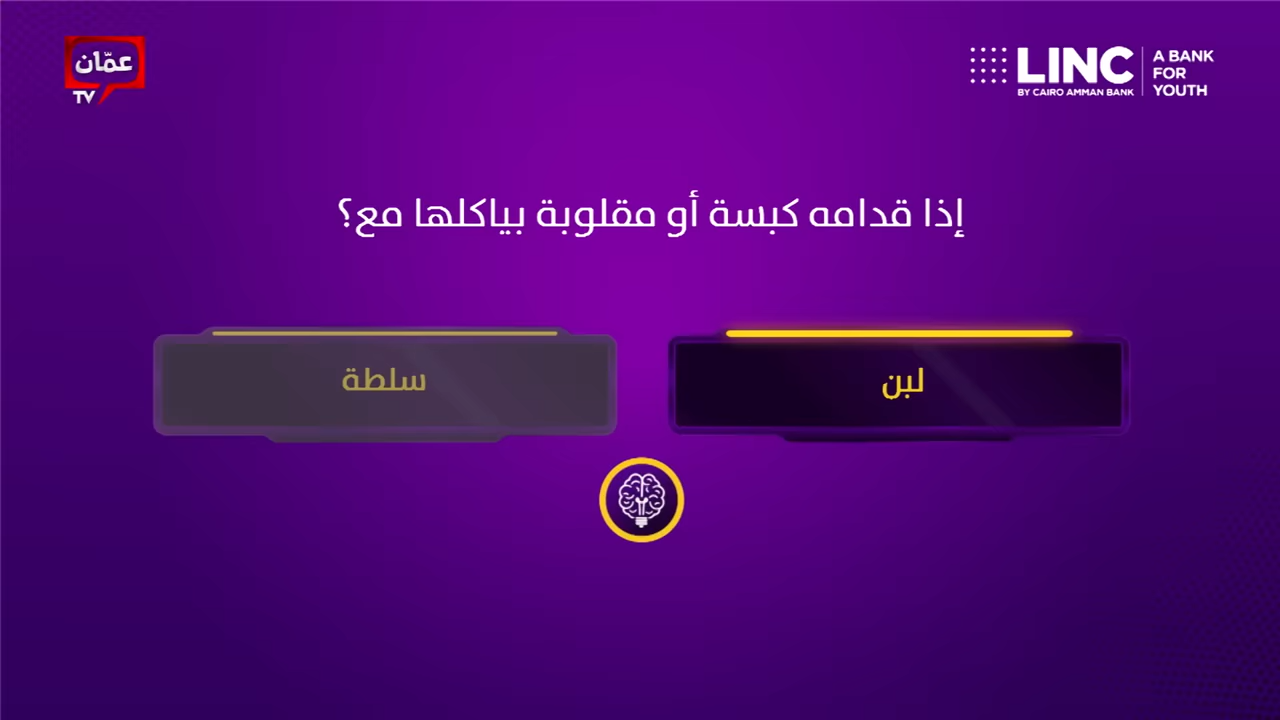 عمّان
TV
LINC
BY CAIRO AMMAN BANK
A BANK
FOR
YOUTH
إذا قدامه كبسة أو مقلوبة بياكلها مع؟
لبن
سلطة